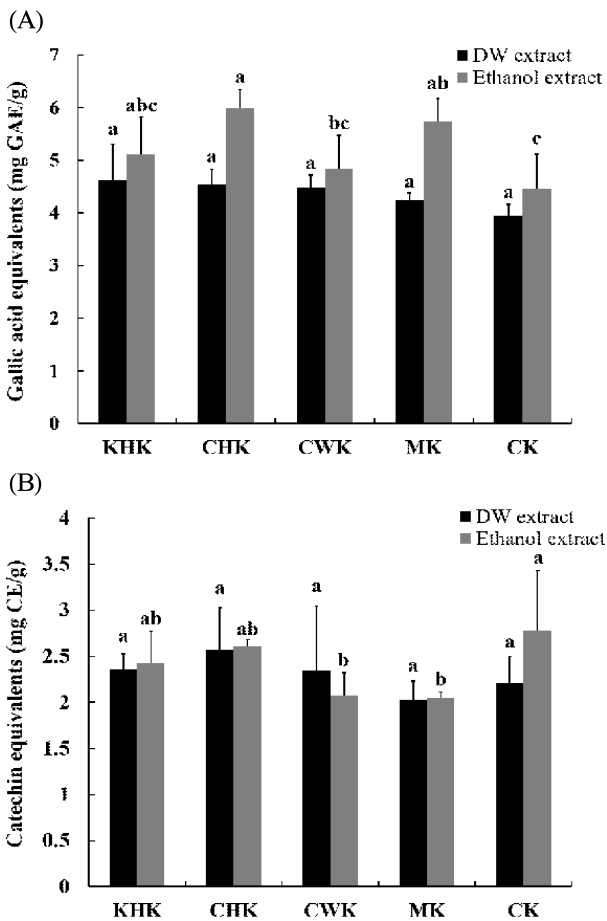 (A)
Gallic acid equivalents (mg GAE/g)
7
6
5
4
3
2
1
0
DW extract
Ethanol extract
a abc
a a
a bc
a ab
a c
KHK CHK CWK MK CK
(B)
Catechin equivalents (mg CE/g)
4
3.5
3
2.5
2
1.5
1
0.5
0
DW extract
Ethanol extract
a ab
a ab
a b
a b
a a
KHK CHK CWK MK CK